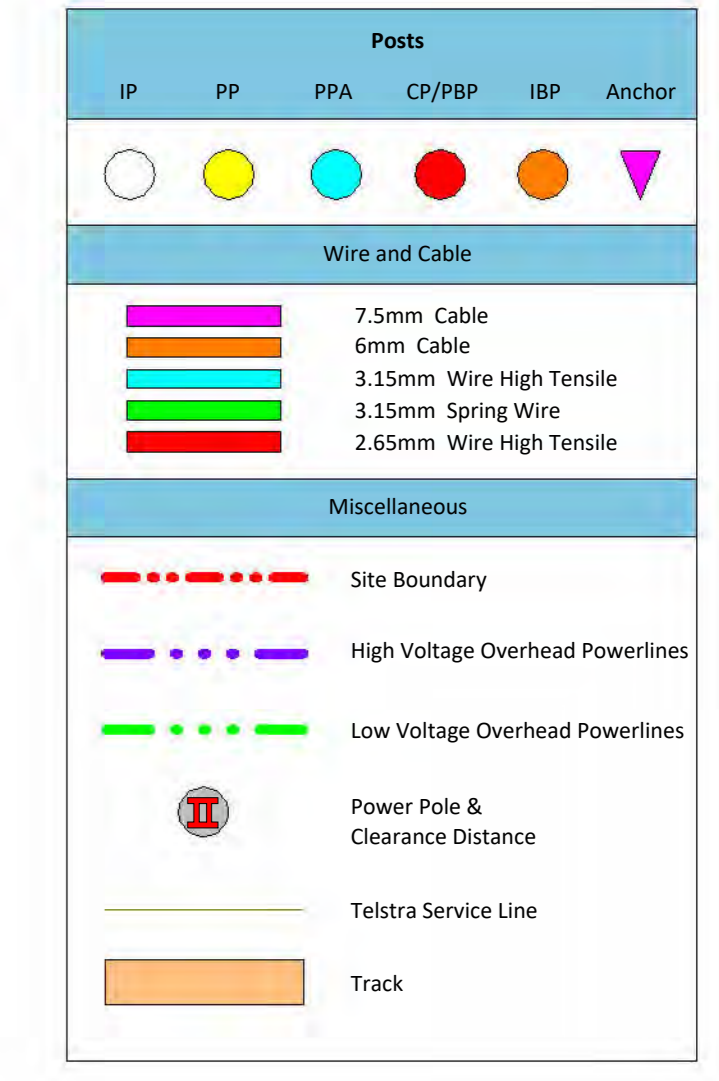 Posts
IP PP PPA CP/PBP IBP Anchor
Wire and Cable
7.5mm Cable
6mm Cable
3.15mm Wire High Tensile
3.15mm Spring Wire
2.65mm Wire High Tensile
Miscellaneous
Site Boundary
High Voltage Overhead Powerlines
Low Voltage Overhead Powerlines
Power Pole &
Clearance Distance
Telstra Service Line
Track